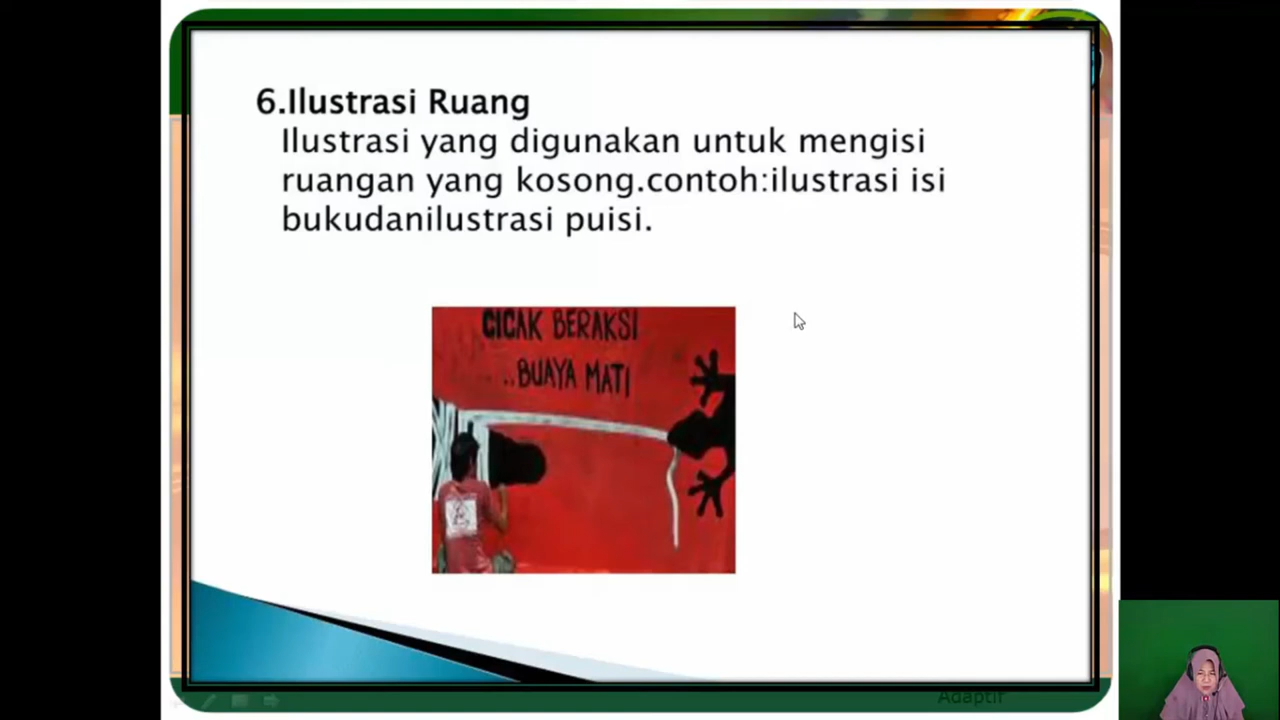 6.Ilustrasi Ruang
Ilustrasi yang digunakan untuk mengisi
ruangan yang kosong.contoh:ilustrasi isi
bukudanilustrasi puisi.
CICAK BERAKSI
..BUAYA MATI
Adaptif